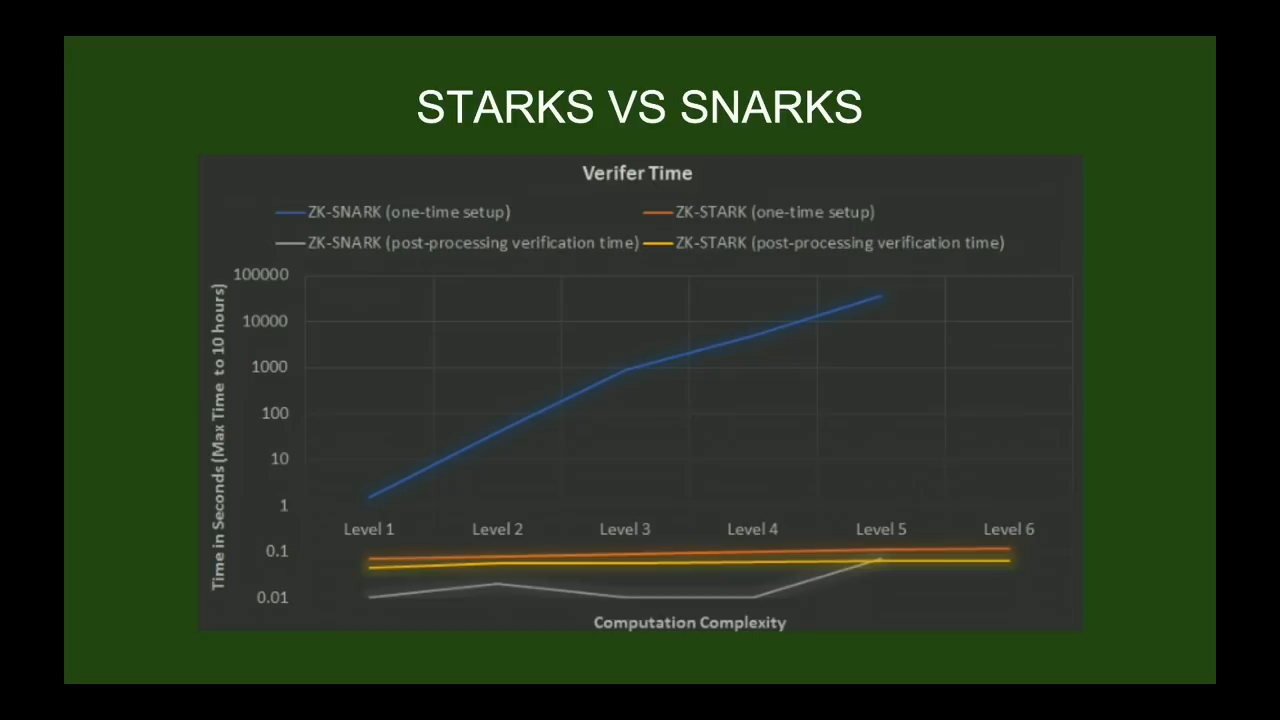 STARKS VS SNARKS
Verifer Time
ZK-SNARK (one-time setup)
ZK-STARK (one-time setup)
ZK-SNARK (post-processing verification time)
ZK-STARK (post-processing verification time)
Time in Seconds (Max Time to 10 hours)
100000
10000
1000
100
10
1
0.1
0.01
Level 1 Level 2 Level 3 Level 4 Level 5 Level 6
Computation Complexity